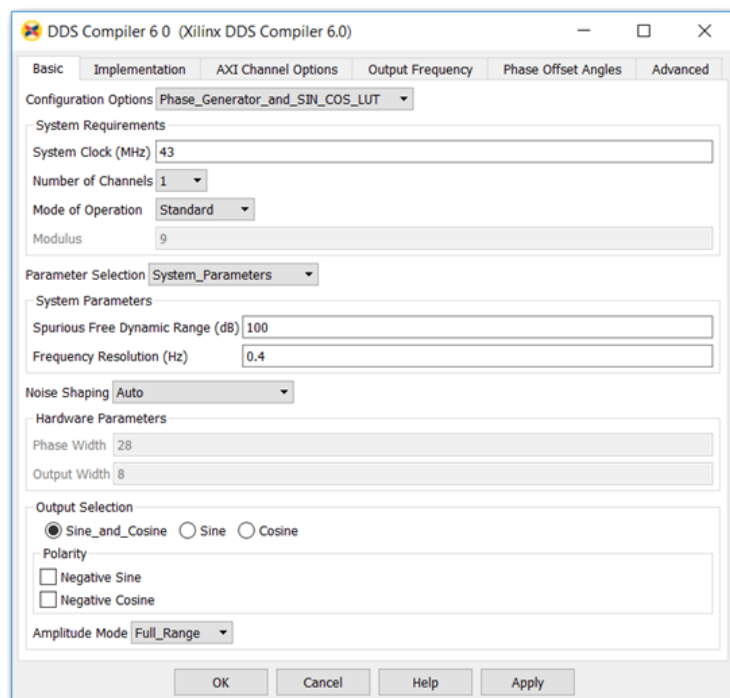 DDS Compiler 6 0 (Xilinx DDS Compiler 6.0)
Basic Implementation AXI Channel Options Output Frequency Phase Offset Angles Advanced
Configuration Options Phase_Generator_and_SIN_COS_LUT
System Requirements
System Clock (MHz) 43
Number of Channels 1
Mode of Operation Standard
Modulus 9
Parameter Selection System_Parameters
System Parameters
Spurious Free Dynamic Range (dB) 100
Frequency Resolution (Hz) 0.4
Noise Shaping Auto
Hardware Parameters
Phase Width 28
Output Width 8
Output Selection
Sine_and_Cosine Sine Cosine
Polarity
Negative Sine
Negative Cosine
Amplitude Mode Full_Range
OK Cancel Help Apply